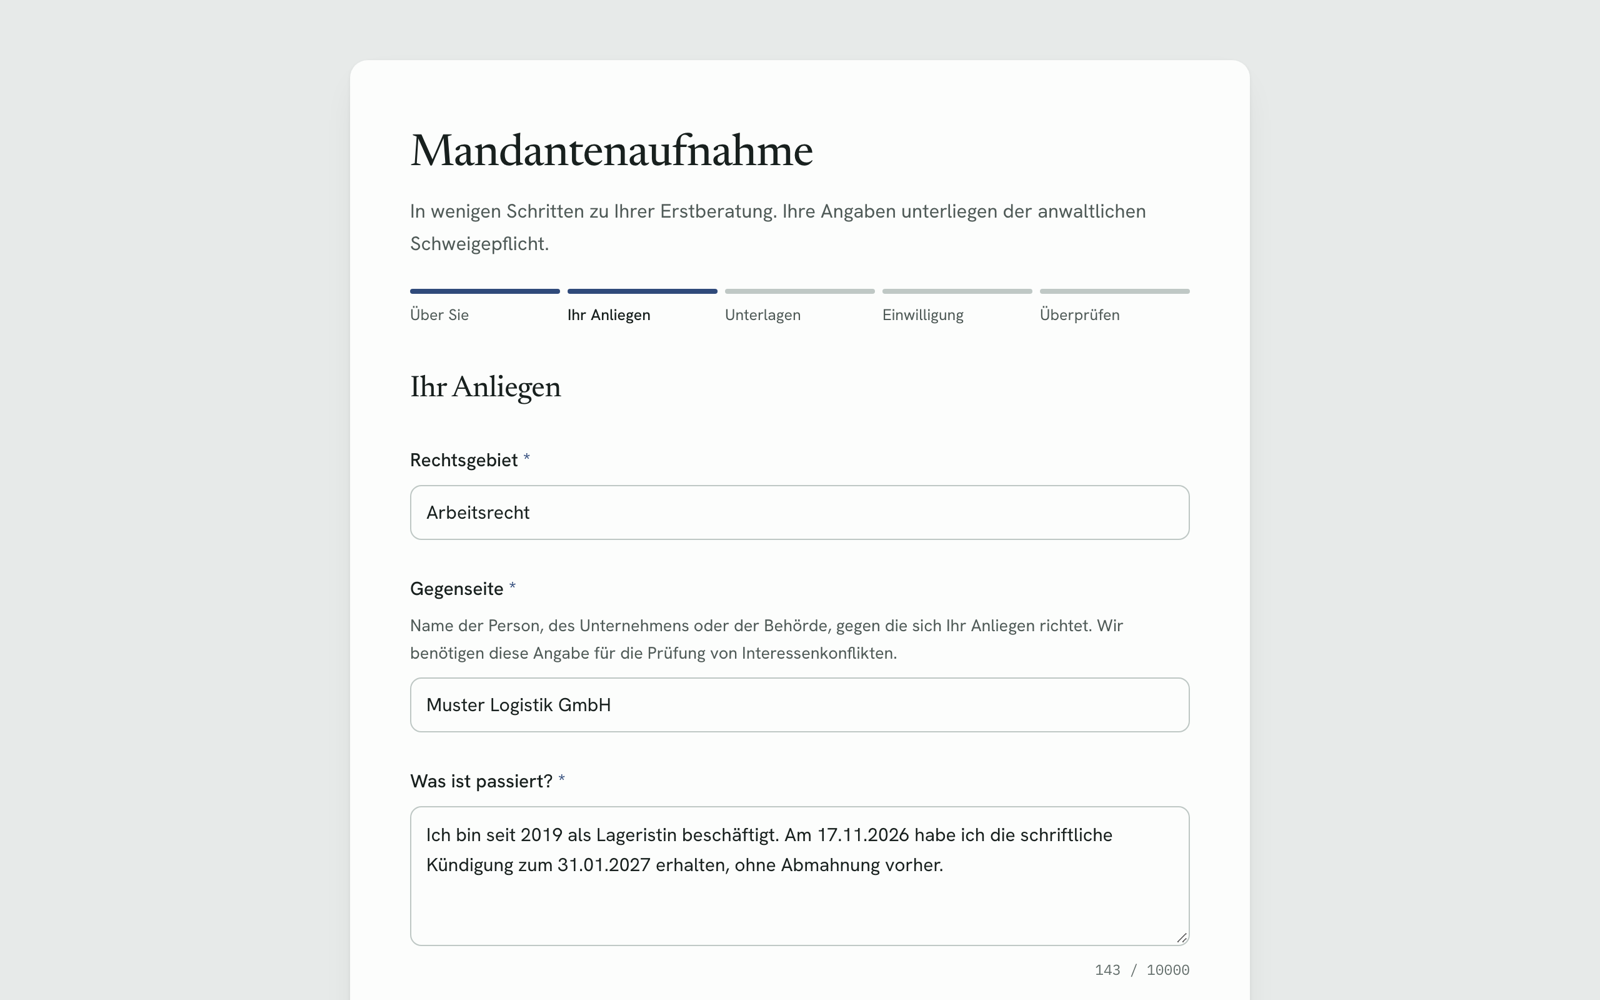 Mandantenaufnahme
In wenigen Schritten zu Ihrer Erstberatung. Ihre Angaben unterliegen der anwaltlichen
Schweigepflicht.
Über Sie
Ihr Anliegen
Unterlagen
Einwilligung
Überprüfen
Ihr Anliegen
Rechtsgebiet *
Arbeitsrecht
Gegenseite *
Name der Person, des Unternehmens oder der Behörde, gegen die sich Ihr Anliegen richtet. Wir
benötigen diese Angabe für die Prüfung von Interessenkonflikten.
Muster Logistik GmbH
Was ist passiert? *
Ich bin seit 2019 als Lageristin beschäftigt. Am 17.11.2026 habe ich die schriftliche
Kündigung zum 31.01.2027 erhalten, ohne Abmahnung vorher.
143 / 10000